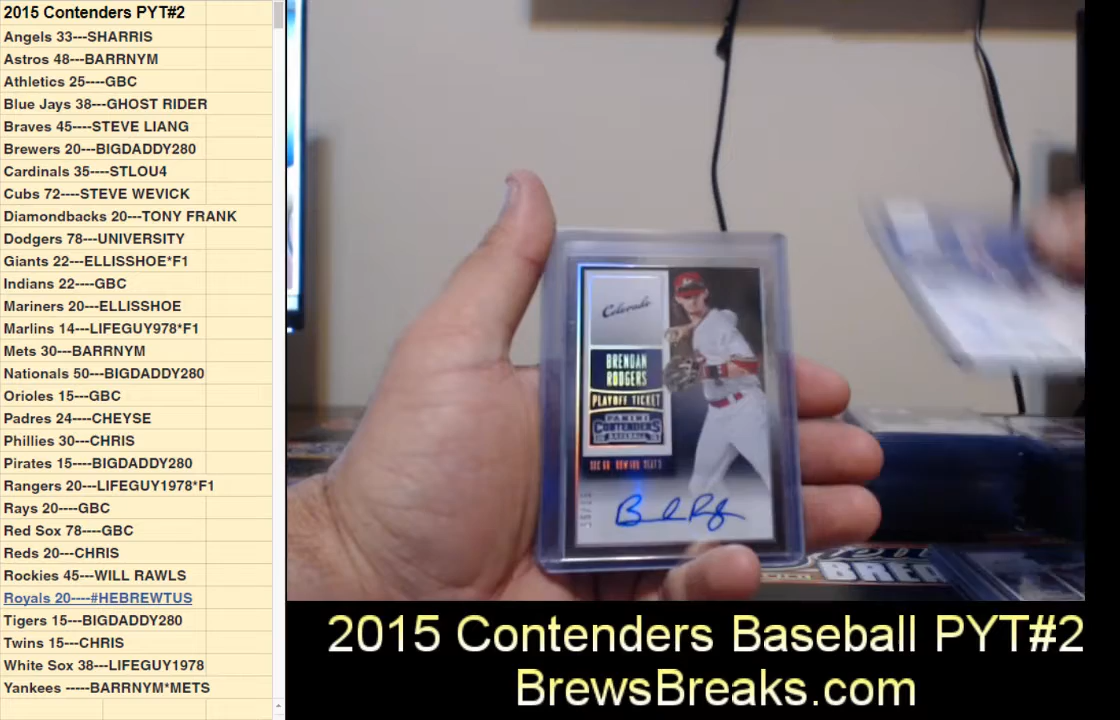 2015 Contenders PYT#2
Angels 33---SHARRIS
Astros 48---BARRNYM
Athletics 25----GBC
Blue Jays 38---GHOST RIDER
Braves 45---STEVE LIANG
Brewers 20---BIGDADDY280
Cardinals 35----STLOU4
Cubs 72----STEVE WEVICK
Diamondbacks 20---TONY FRANK
Dodgers 78---UNIVERSITY
Giants 22---ELLISSHOE*F1
Indians 22----GBC
Mariners 20---ELLISSHOE
Marlins 14---LIFEGUY978*F1
Mets 30---BARRNYM
Nationals 50---BIGDADDY280
Orioles 15---GBC
Padres 24---CHEYSE
Phillies 30---CHRIS
Pirates 15---BIGDADDY280
Rangers 20---LIFEGUY1978*F1
Rays 20----GBC
Red Sox 78----GBC
Reds 20---CHRIS
Rockies 45---WILL RAWLS
Royals 20----#HEBREWTUS
Tigers 15---BIGDADDY280
Twins 15---CHRIS
White Sox 38---LIFEGUY1978
Yankees -----BARRNYM*METS
Colorado
BRENDAN
RODGERS
PLAYOFF TICKET
PANINI
CONTENDERS
BASEBALL
BREA
2015 Contenders Baseball PYT#2
BrewsBreaks.com